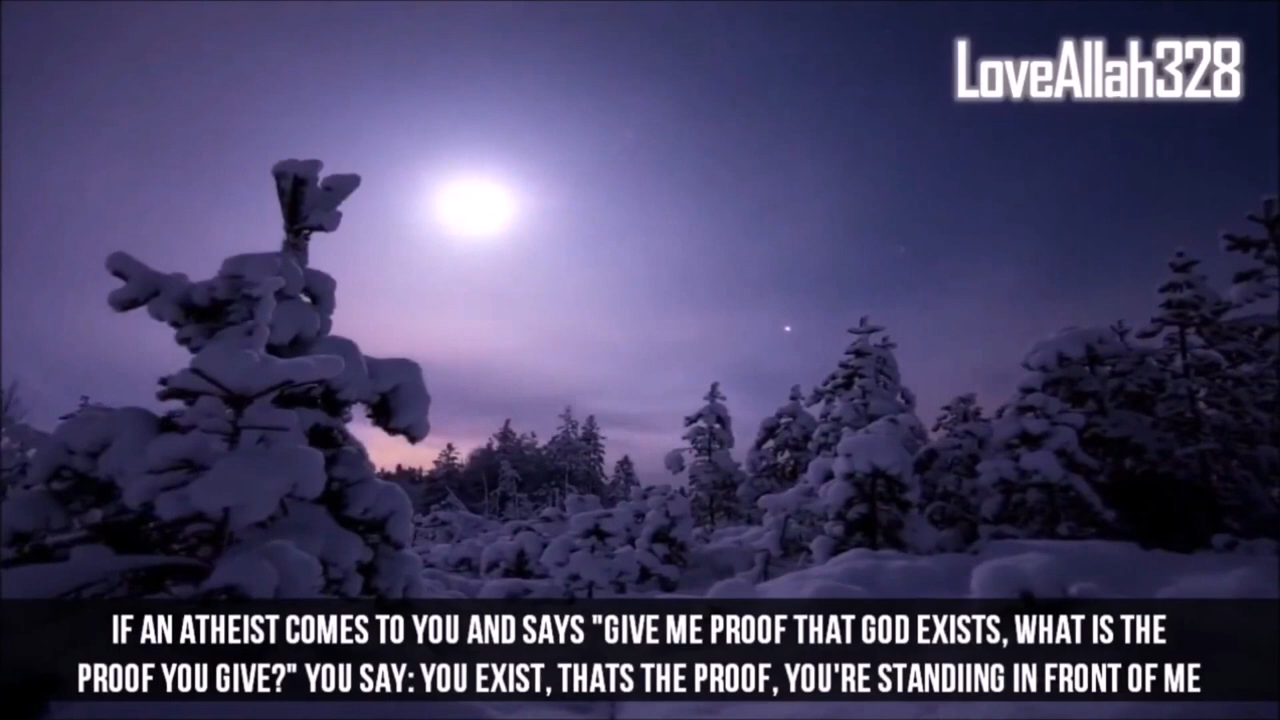 LoveAllah328
IF AN ATHEIST COMES TO YOU AND SAYS "GIVE ME PROOF THAT GOD EXISTS, WHAT IS THE
PROOF YOU GIVE?" YOU SAY: YOU EXIST, THATS THE PROOF, YOU'RE STANDIING IN FRONT OF ME